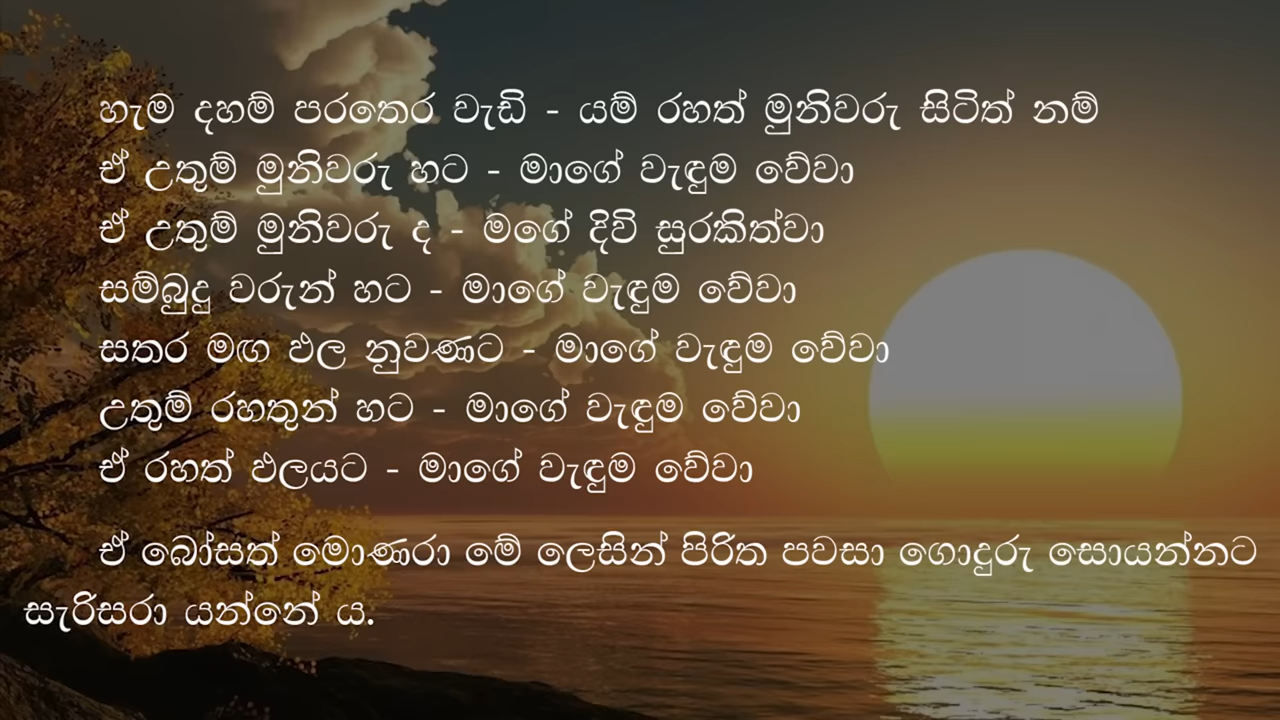 හැම දහම් පරතෙර වැඩි - යම් රහත් මුනිවරු සිටිත් නම්
ඒ උතුම් මුනිවරු හට - මාගේ වැඳුම වේවා
ඒ උතුම් මුනිවරු ද - මගේ දිවි සුරකිත්වා
සම්බුදු වරුන් හට - මාගේ වැඳුම වේවා
සතර මඟ ඵල නුවණට - මාගේ වැඳුම වේවා
උතුම් රහතුන් හට - මාගේ වැඳුම වේවා
ඒ රහත් ඵලයට - මාගේ වැඳුම වේවා
ඒ බෝසත් මොණරා මේ ලෙසින් පිරිත පවසා ගොදුරු සොයන්නට
සැරිසරා යන්නේ ය.